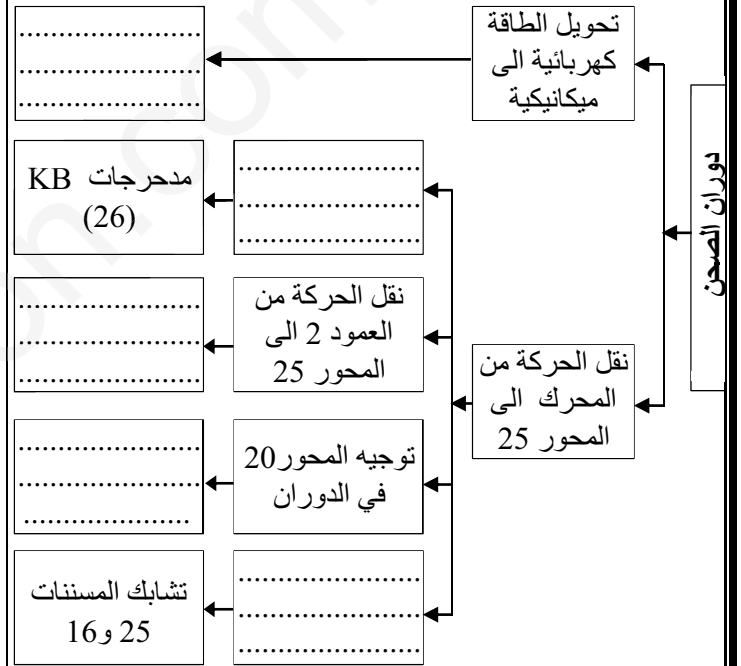 دوران الصحن
تحويل الطاقة
كهربائية الى
ميكانيكية
........................
........................
........................
نقل الحركة من
المحرك الى
المحور 25
........................
........................
........................
مدحرجات KB
(26)
نقل الحركة من
العمود 2 الى
المحور 25
........................
........................
........................
توجيه المحور20
في الدوران
........................
........................
......................
........................
........................
........................
تشابك المسننات
25 و16